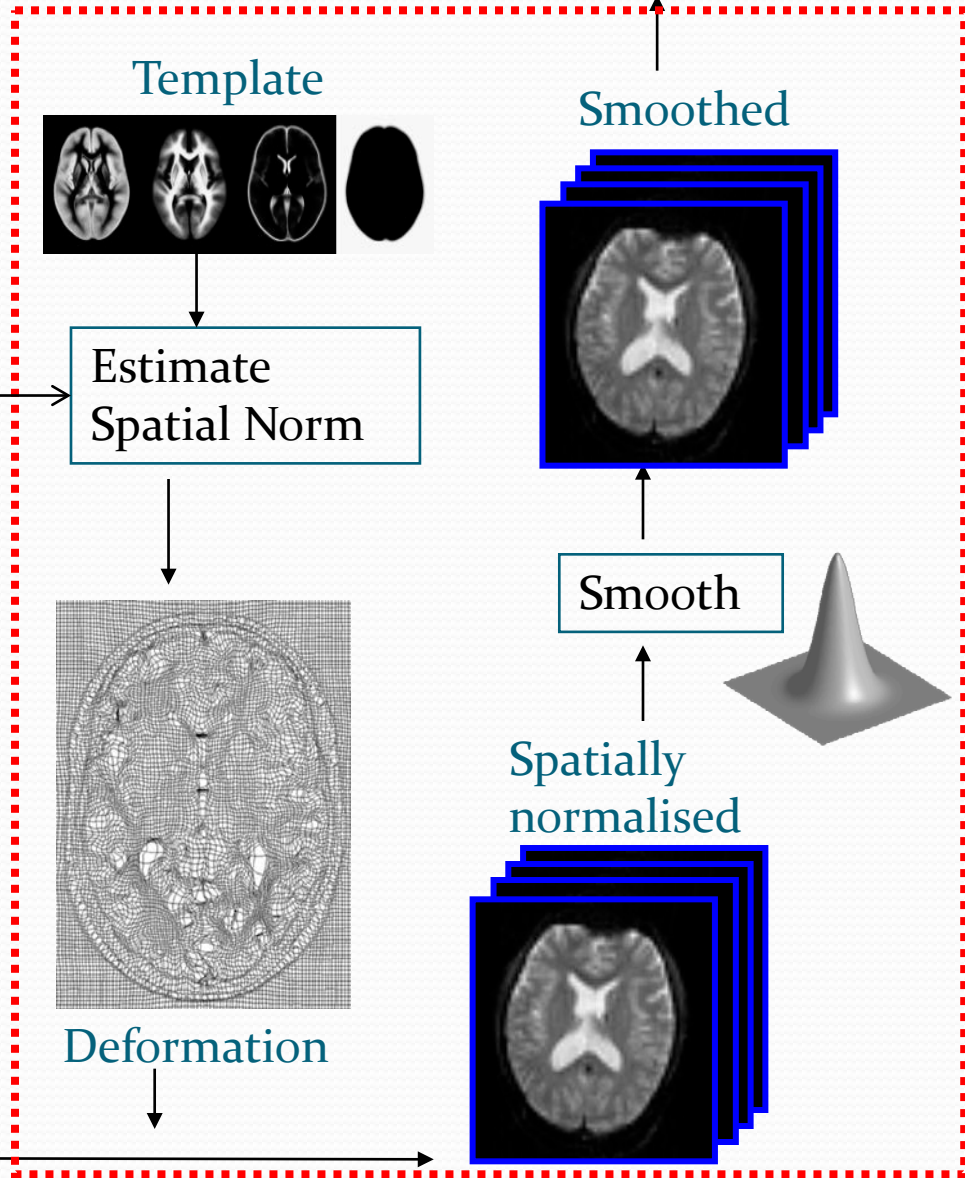 Template
Estimate
Spatial Norm
Deformation
Smoothed
Smooth
Spatially
normalised